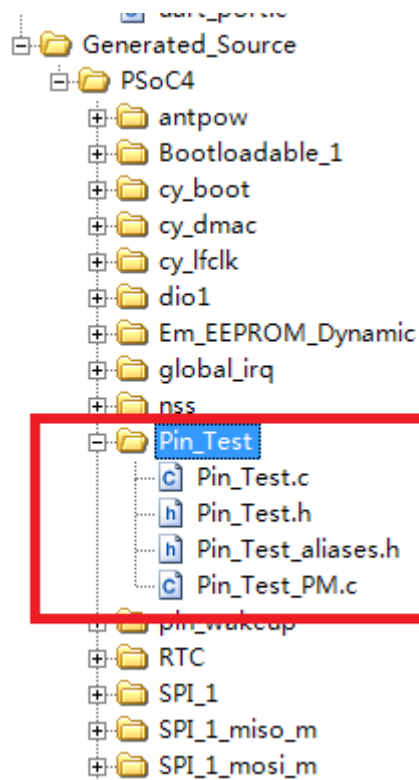 Generated_Source
PSoC4
antpow
Bootloadable_1
cy_boot
cy_dmac
cy_lfclk
dio1
Em_EEPROM_Dynamic
global_irq
nss
Pin_Test
Pin_Test.c
Pin_Test.h
Pin_Test_aliases.h
Pin_Test_PM.c
pin_wakeup
RTC
SPI_1
SPI_1_miso_m
SPI_1_mosi_m